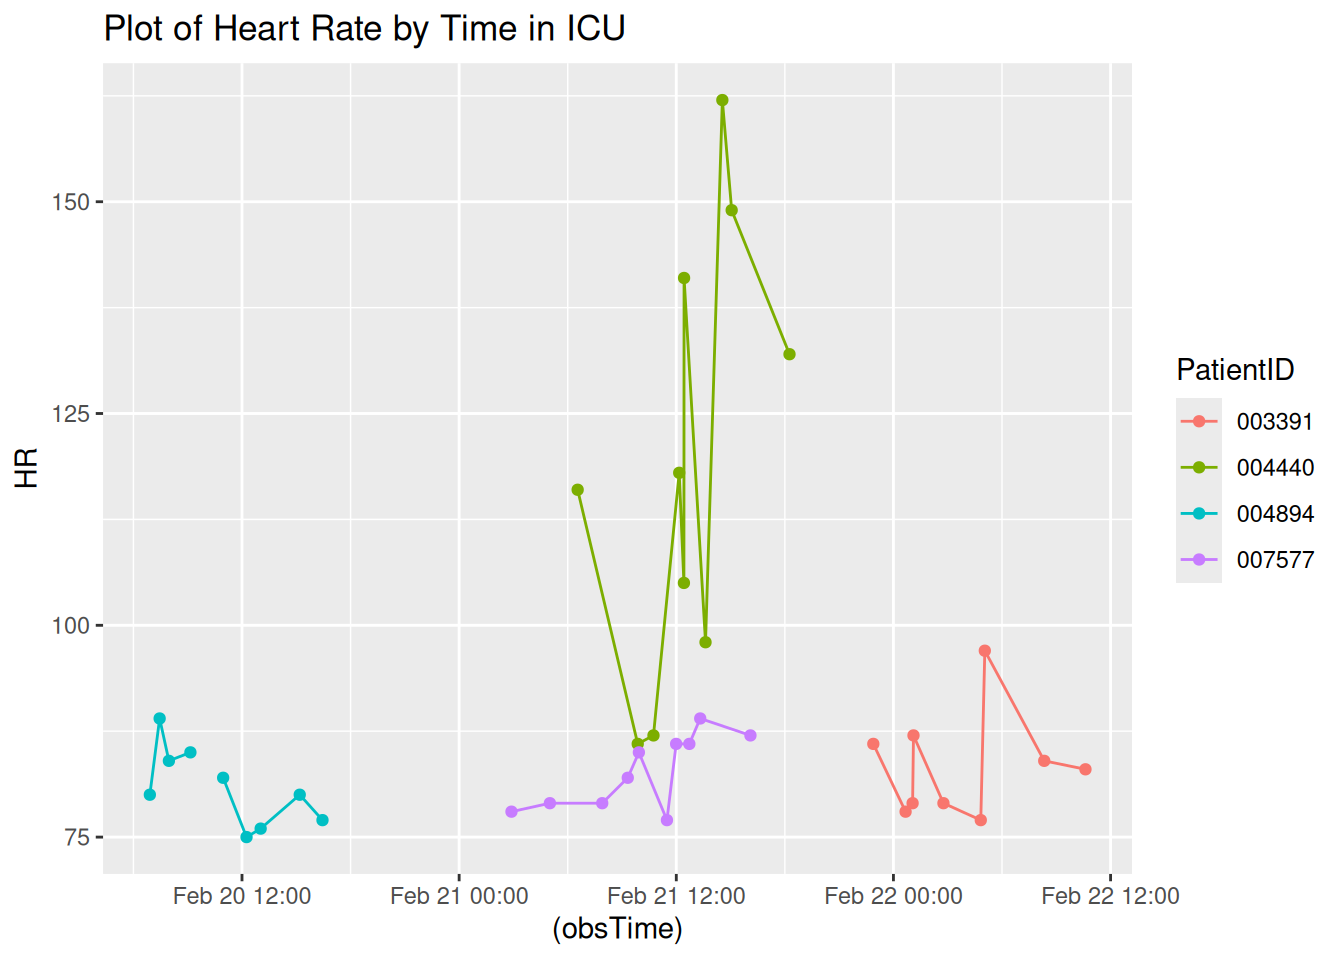 Plot of Heart Rate by Time in ICU
HR
150
125
100
75
Feb 20 12:00 Feb 21 00:00 Feb 21 12:00 Feb 22 00:00 Feb 22 12:00
(obsTime)
PatientID
003391
004440
004894
007577